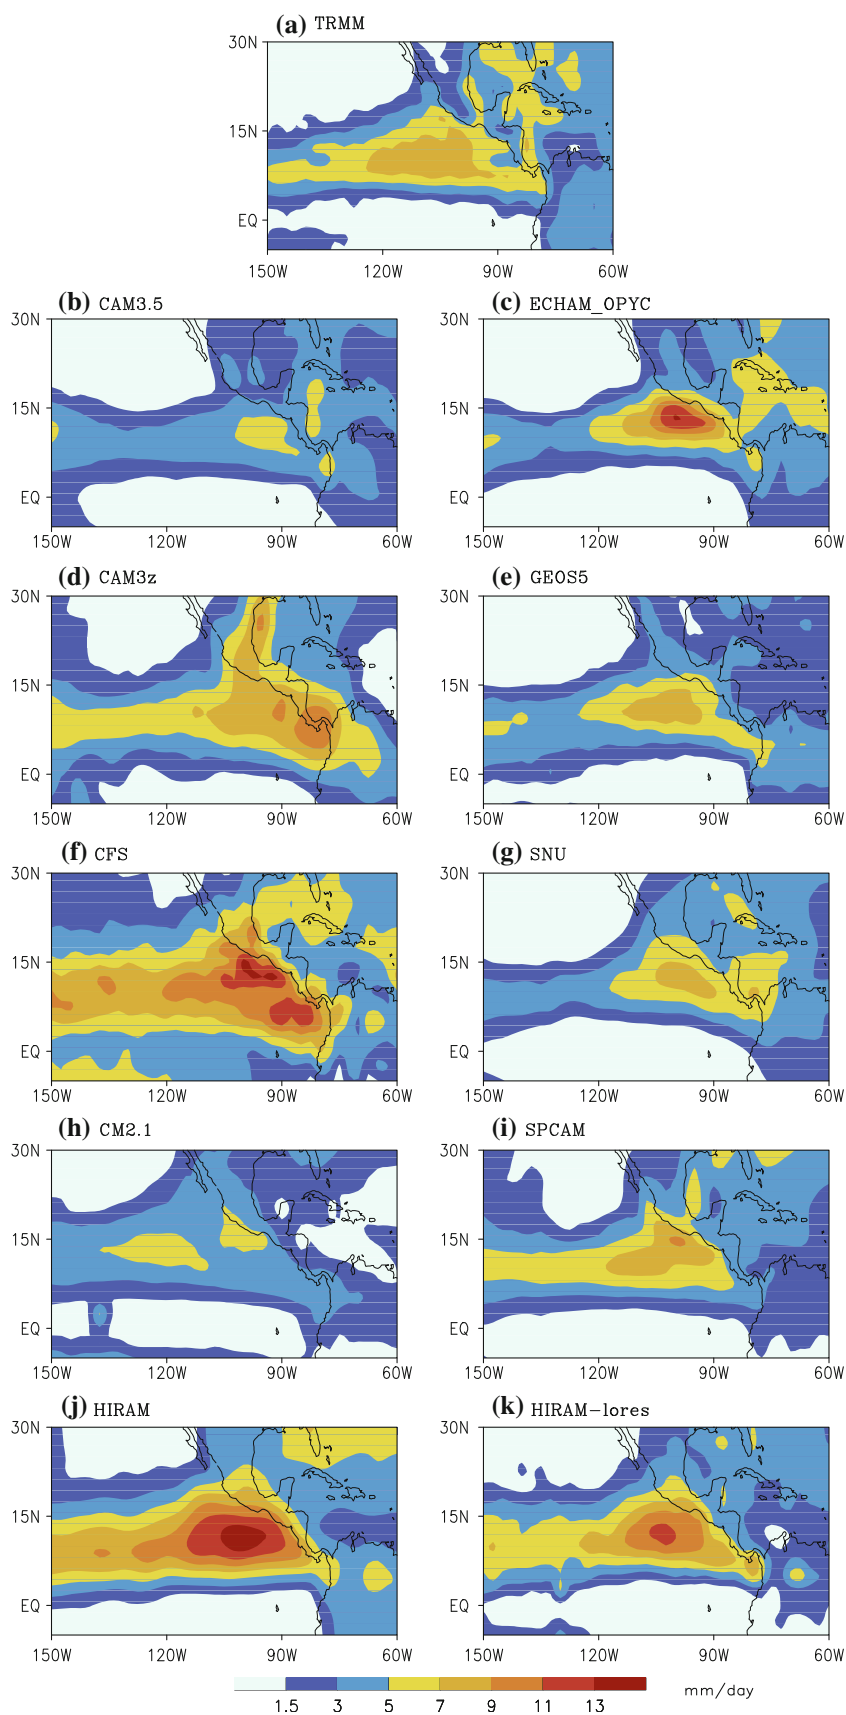 (a) TRMM
30N
15N
EQ
150W 120W 90W 60W
(b) CAM3.5
30N
15N
EQ
150W 120W 90W 60W
(c) ECHAM_OPYC
30N
15N
EQ
150W 120W 90W 60W
(d) CAM3z
30N
15N
EQ
150W 120W 90W 60W
(e) GEOS5
30N
15N
EQ
150W 120W 90W 60W
(f) CFS
30N
15N
EQ
150W 120W 90W 60W
(g) SNU
30N
15N
EQ
150W 120W 90W 60W
(h) CM2.1
30N
15N
EQ
150W 120W 90W 60W
(i) SPCAM
30N
15N
EQ
150W 120W 90W 60W
(j) HIRAM
30N
15N
EQ
150W 120W 90W 60W
(k) HIRAM-lores
30N
15N
EQ
150W 120W 90W 60W
1.5 3 5 7 9 11 13 mm/day